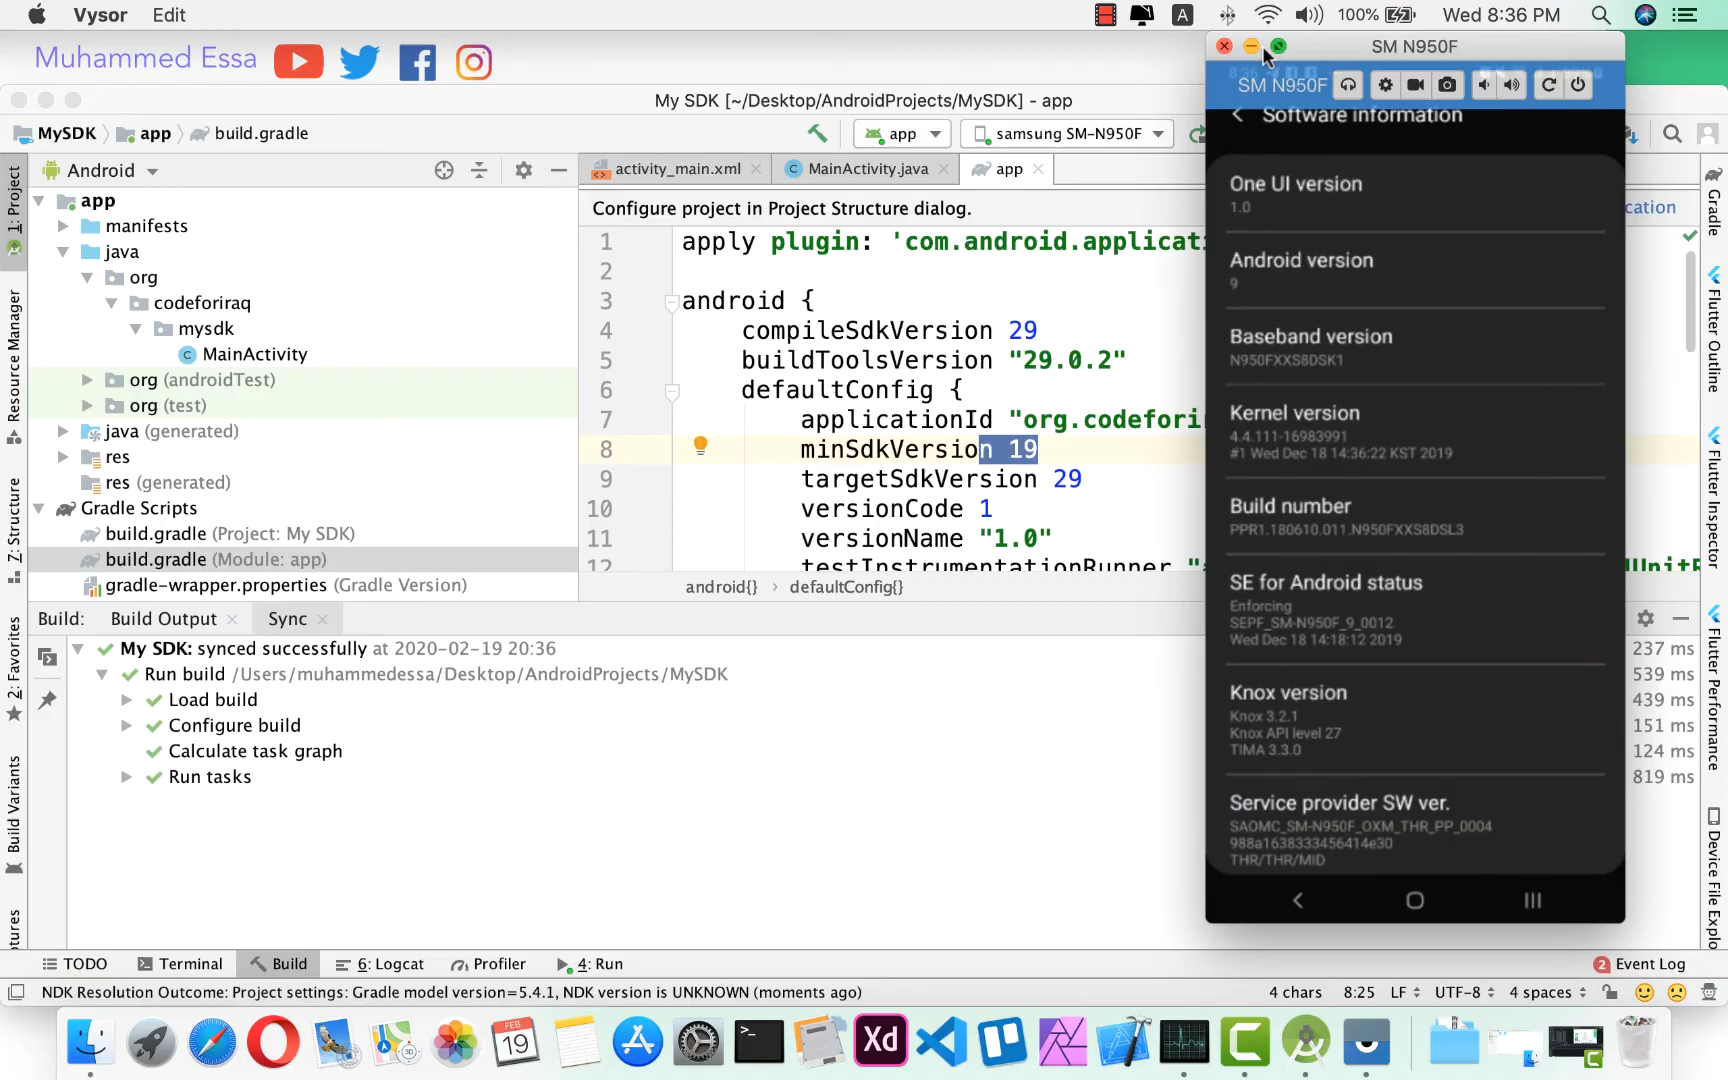 Vysor Edit A 100% Wed 8:36 PM
Muhammed Essa
My SDK [~/Desktop/AndroidProjects/MySDK] - app
MySDK app build.gradle
app
samsung SM-N950F
Android
activity_main.xml
MainActivity.java
app
Configure project in Project Structure dialog.
cation
app
manifests
java
org
codeforiraq
mysdk
MainActivity
org (androidTest)
org (test)
java (generated)
res
res (generated)
Gradle Scripts
build.gradle (Project: My SDK)
build.gradle (Module: app)
gradle-wrapper.properties (Gradle Version)
1 apply plugin: 'com.android.applicat
2
3 android {
4 compileSdkVersion 29
5 buildToolsVersion "29.0.2"
6 defaultConfig {
7 applicationId "org.codeforir
8 minSdkVersion 19
9 targetSdkVersion 29
10 versionCode 1
11 versionName "1.0"
12 testInstrumentationRunner
android{} › defaultConfig{}
Build: Build Output Sync
My SDK: synced successfully at 2020-02-19 20:36
Run build /Users/muhammedessa/Desktop/AndroidProjects/MySDK
Load build
Configure build
Calculate task graph
Run tasks
237 ms
539 ms
439 ms
151 ms
124 ms
819 ms
SM N950F
SM N950F
Software information
One UI version
1.0
Android version
9
Baseband version
N950FXXS8DSK1
Kernel version
4.4.111-16983991
#1 Wed Dec 18 14:36:22 KST 2019
Build number
PPR1.180610.011.N950FXXS8DSL3
SE for Android status
Enforcing
SEPF_SM-N950F_9_0012
Wed Dec 18 14:18:12 2019
Knox version
Knox 3.2.1
Knox API level 27
TIMA 3.3.0
Service provider SW ver.
SAOMC_SM-N950F_OXM_THR_PP_0004
988a1638333456414e30
THR/THR/MID
1: Project
Resource Manager
Z: Structure
2: Favorites
Build Variants
ptures
Gradle
Flutter Outline
Flutter Inspector
Flutter Performance
Device File Explo
TODO Terminal Build 6: Logcat Profiler 4: Run
2 Event Log
NDK Resolution Outcome: Project settings: Gradle model version=5.4.1, NDK version is UNKNOWN (moments ago)
4 chars 8:25 LF UTF-8 4 spaces
FEB
19
3D
Xd